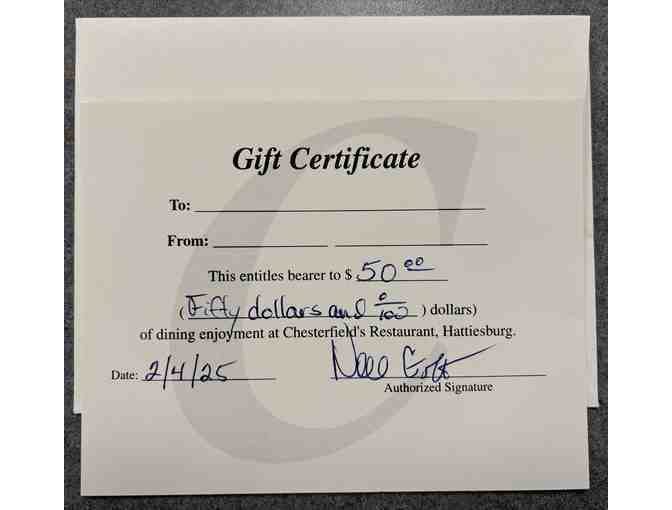 Gift Certificate
To:
From:
This entitles bearer to $ 50 00
(Fifty dollars and 0/100) dollars)
of dining enjoyment at Chesterfield's Restaurant, Hattiesburg.
Date: 2/4/25
Authorized Signature